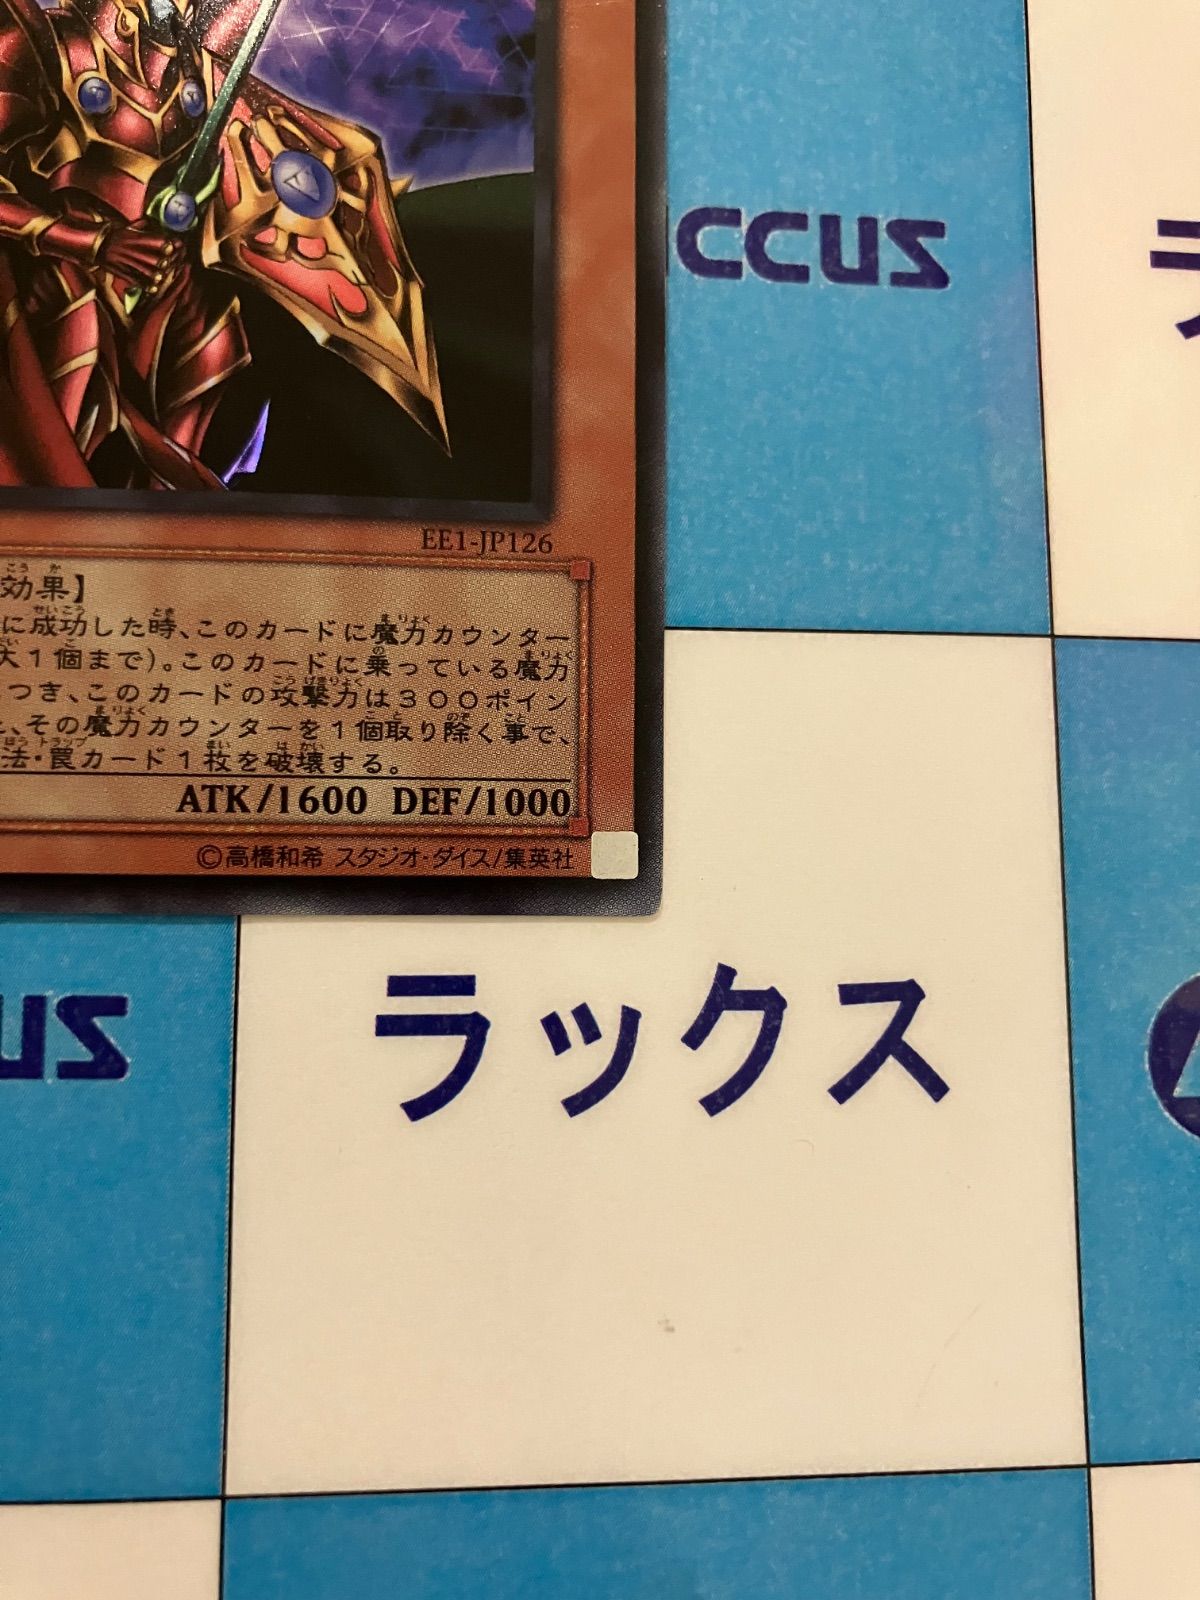 ccus
EE1-JP126
効果】
に成功した時、このカードに魔力カウンター
大1個まで)。このカードに乗っている魔力
つき、このカードの攻撃力は300ポイン
、その魔力カウンターを1個取り除く事で、
法・罠カード1枚を破壊する。
ATK/1600 DEF/1000
©高橋和希 スタジオ・ダイス/集英社
us
ラックス